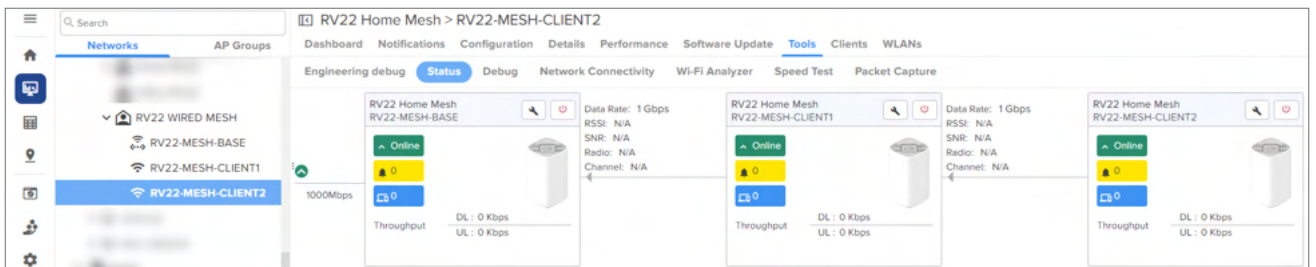 Search
Networks
AP Groups
RV22 WIRED MESH
RV22-MESH-BASE
RV22-MESH-CLIENT1
RV22-MESH-CLIENT2
RV22 Home Mesh > RV22-MESH-CLIENT2
Dashboard Notifications Configuration Details Performance Software Update Tools Clients WLANs
Engineering debug Status Debug Network Connectivity Wi-Fi Analyzer Speed Test Packet Capture
1000Mbps
RV22 Home Mesh
RV22-MESH-BASE
Online
0
0
Throughput
DL : 0 Kbps
UL : 0 Kbps
Data Rate: 1 Gbps
RSSI: N/A
SNR: N/A
Radio: N/A
Channel: N/A
RV22 Home Mesh
RV22-MESH-CLIENT1
Online
0
0
Throughput
DL : 0 Kbps
UL : 0 Kbps
Data Rate: 1 Gbps
RSSI: N/A
SNR: N/A
Radio: N/A
Channel: N/A
RV22 Home Mesh
RV22-MESH-CLIENT2
Online
0
0
Throughput
DL : 0 Kbps
UL : 0 Kbps